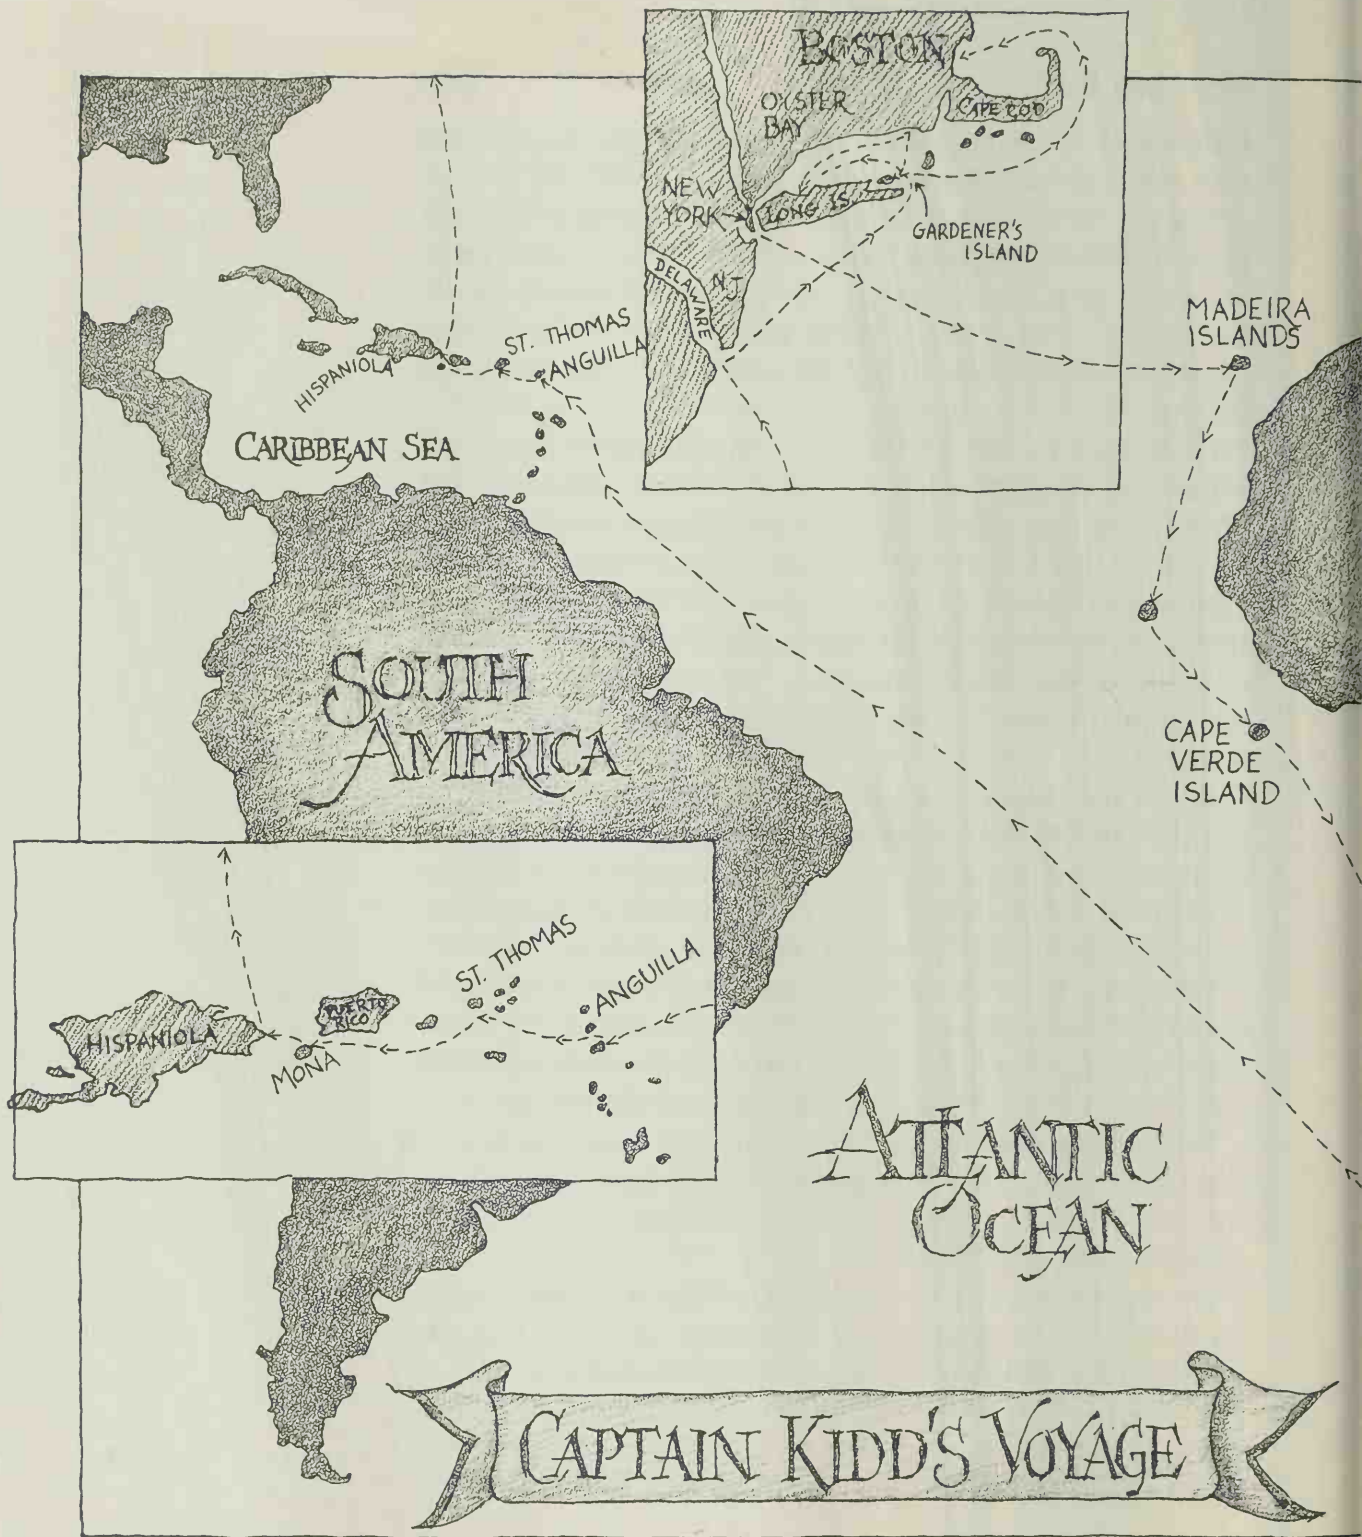 BOSTON
OYSTER
BAY
CAPE COD
NEW
YORK
LONG IS.
GARDENER'S
ISLAND
DELAWARE
NJ
MADEIRA
ISLANDS
ST. THOMAS
ANGUILLA
HISPANIOLA
CARIBBEAN SEA
SOUTH
AMERICA
CAPE
VERDE
ISLAND
ST. THOMAS
ANGUILLA
PUERTO
RICO
HISPANIOLA
MONA
ATLANTIC
OCEAN
CAPTAIN KIDD'S VOYAGE